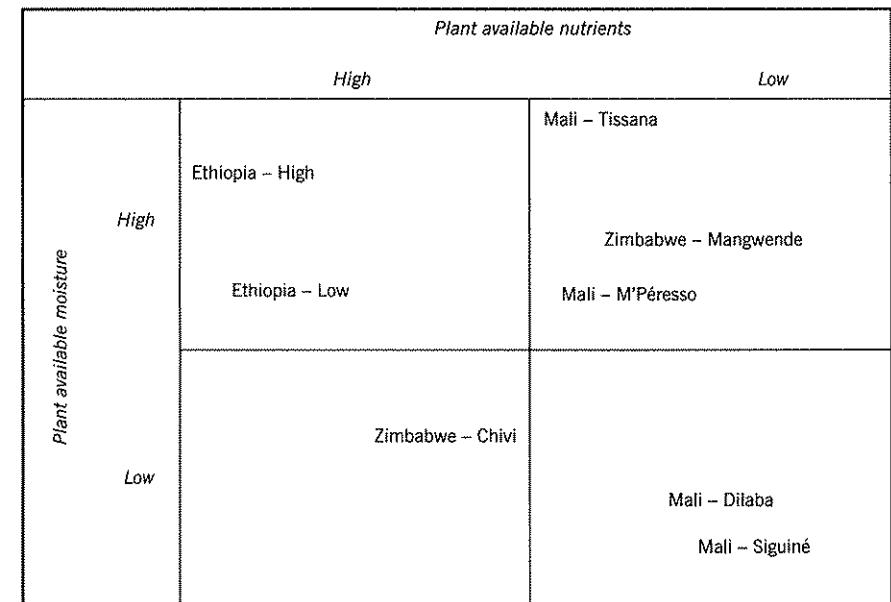 Plant available nutrients
High Low
Mali – Tissana
Ethiopia – High
High
Zimbabwe – Mangwende
Ethiopia – Low Mali – M'Péresso
Plant available moisture
Zimbabwe – Chivi
Low
Mali – Dilaba
Mali – Siguiné